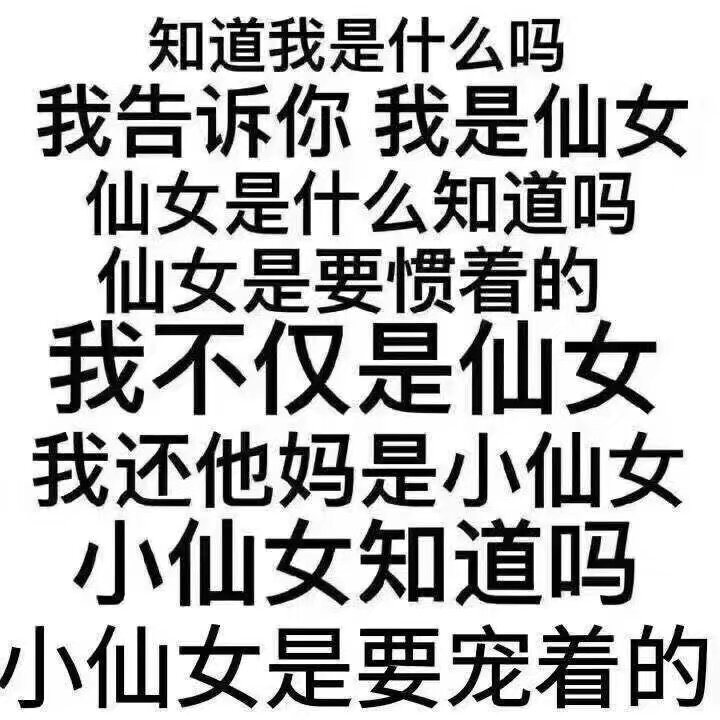 知道我是什么吗
我告诉你 我是仙女
仙女是什么知道吗
仙女是要惯着的
我不仅是仙女
我还他妈是小仙女
小仙女知道吗
小仙女是要宠着的